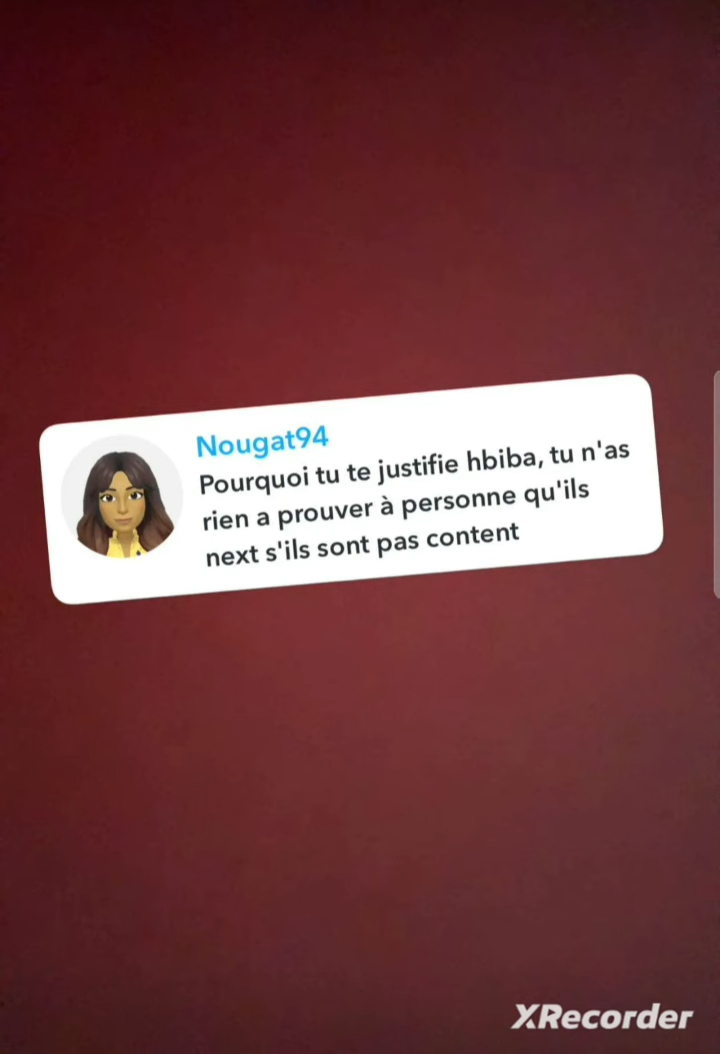 Nougat94
Pourquoi tu te justifie hbiba, tu n'as
rien a prouver à personne qu'ils
next s'ils sont pas content
XRecorder